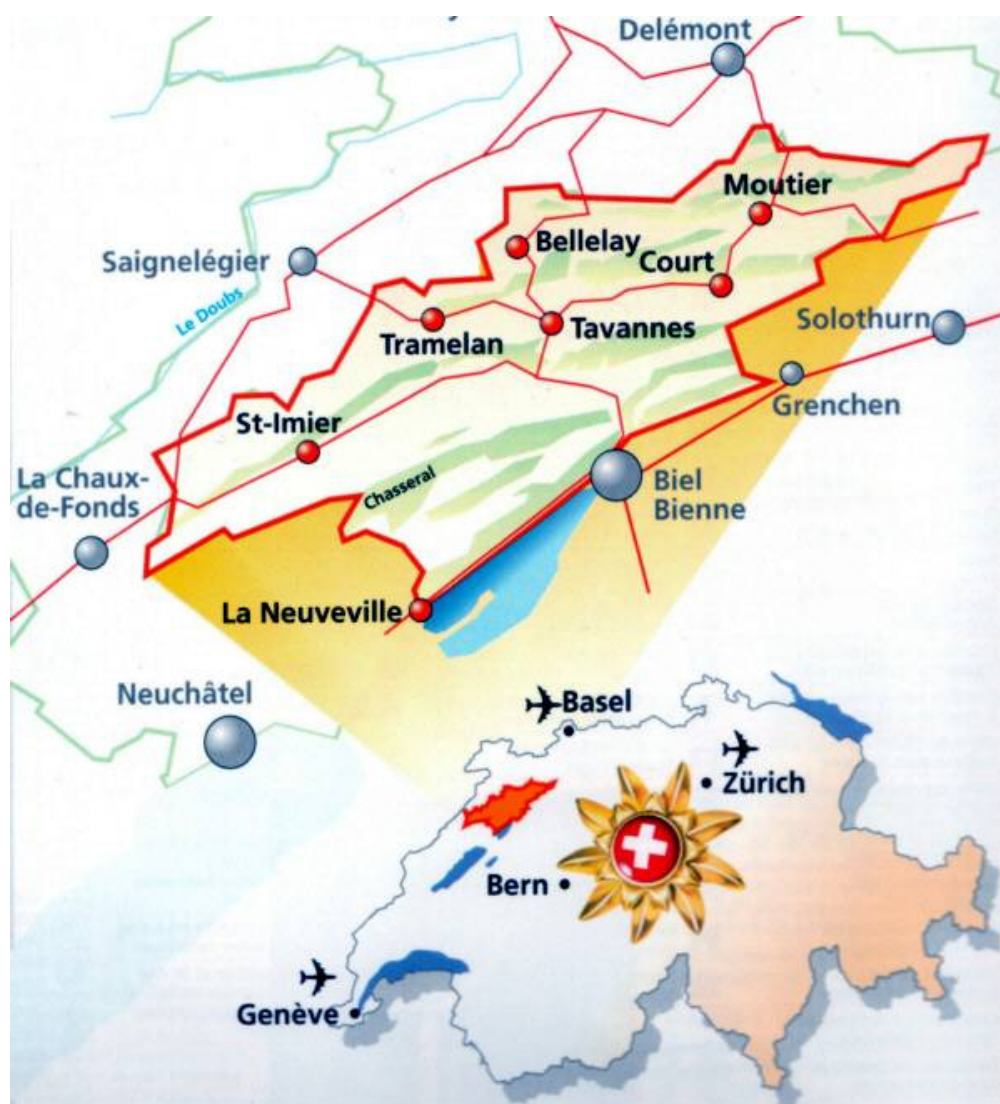 Delémont
Moutier
Bellelay
Court
Saignelégier
Le Doubs
Solothurn
Tavannes
Tramelan
Grenchen
St-Imier
La Chaux-
de-Fonds
Chasseral
Biel
Bienne
La Neuveville
Neuchâtel
Basel
Zürich
Bern
Genève